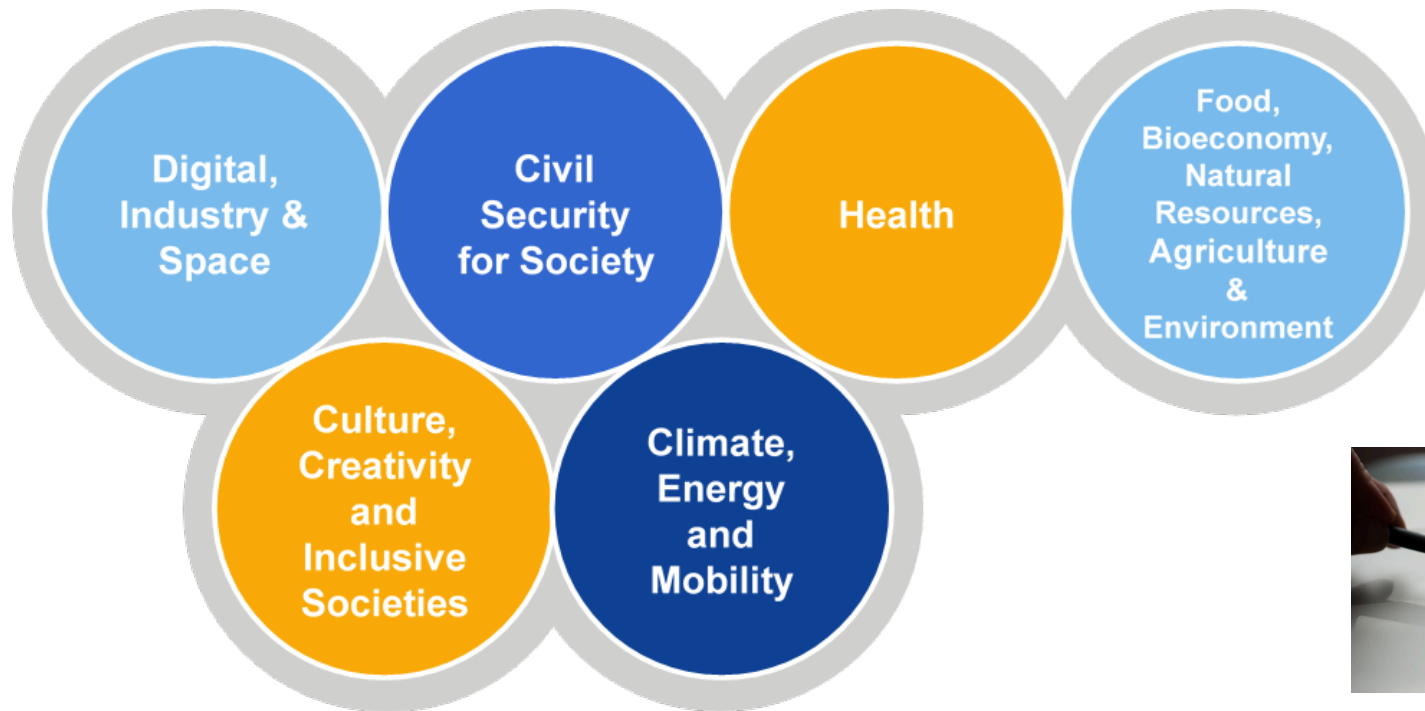 Digital,
Industry &
Space
Civil
Security
for Society
Health
Food,
Bioeconomy,
Natural
Resources,
Agriculture
&
Environment
Culture,
Creativity
and
Inclusive
Societies
Climate,
Energy
and
Mobility